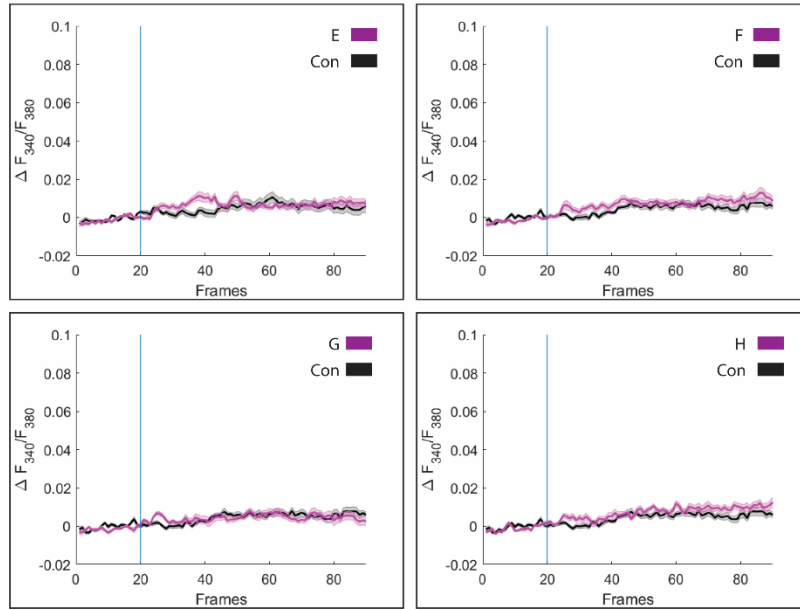 E
Con
0.1
0.08
0.06
0.04
0.02
0
-0.02
0 20 40 60 80
Δ F340/F380
Frames
F
Con
0.1
0.08
0.06
0.04
0.02
0
-0.02
0 20 40 60 80
Δ F340/F380
Frames
G
Con
0.1
0.08
0.06
0.04
0.02
0
-0.02
0 20 40 60 80
Δ F340/F380
Frames
H
Con
0.1
0.08
0.06
0.04
0.02
0
-0.02
0 20 40 60 80
Δ F340/F380
Frames